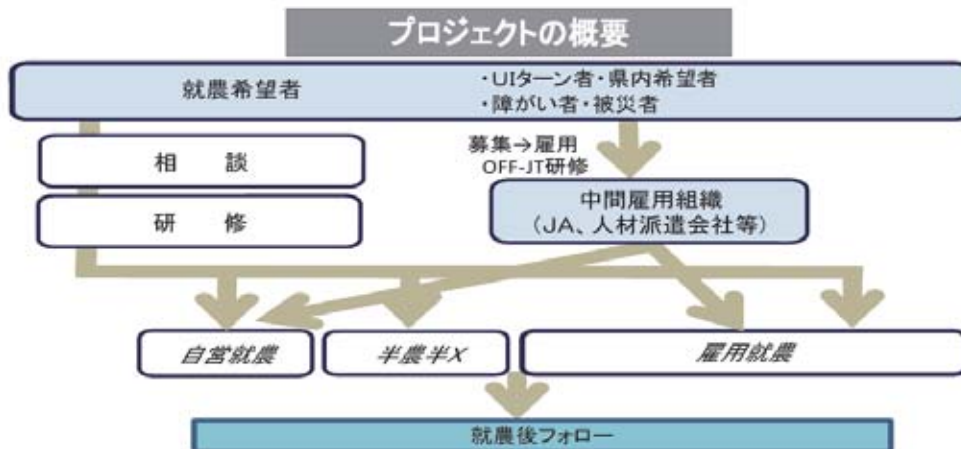 プロジェクトの概要
就農希望者
・UIターン者・県内希望者
・障がい者・被災者
相　談
研　修
募集→雇用
OFF-JT研修
中間雇用組織
（JA、人材派遣会社等）
自営就農
半農半X
雇用就農
就農後フォロー